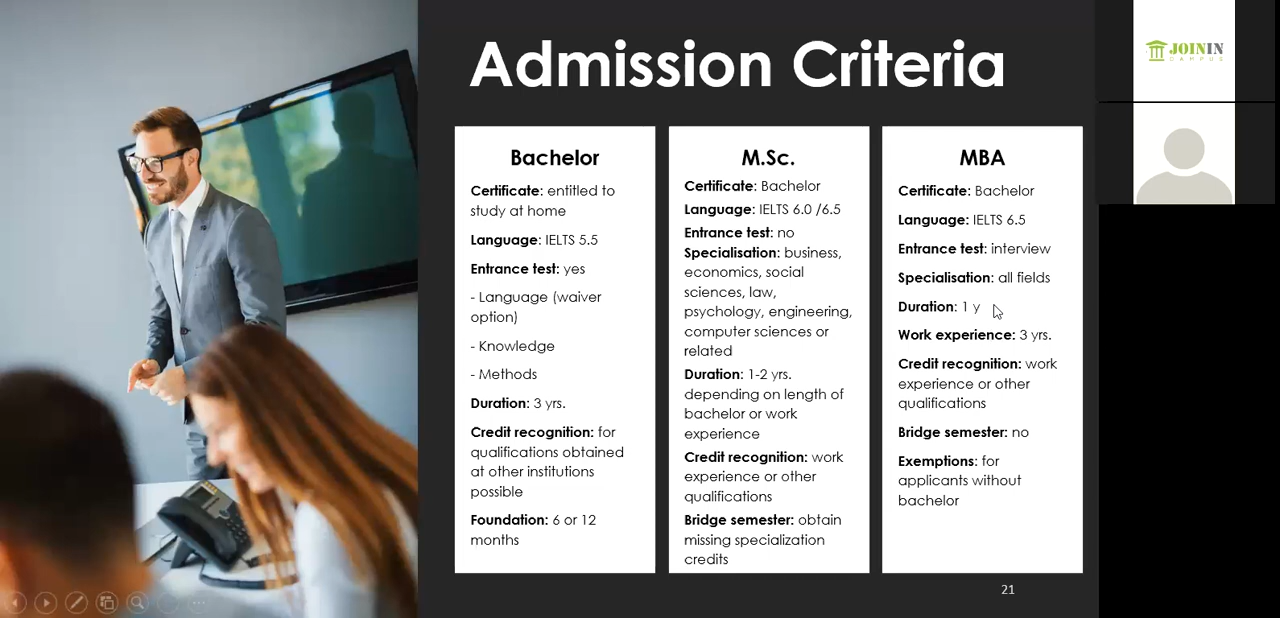 Admission Criteria
Bachelor
Certificate: entitled to
study at home
Language: IELTS 5.5
Entrance test: yes
- Language (waiver
option)
- Knowledge
- Methods
Duration: 3 yrs.
Credit recognition: for
qualifications obtained
at other institutions
possible
Foundation: 6 or 12
months
M.Sc.
Certificate: Bachelor
Language: IELTS 6.0 /6.5
Entrance test: no
Specialisation: business,
economics, social
sciences, law,
psychology, engineering,
computer sciences or
related
Duration: 1-2 yrs.
depending on length of
bachelor or work
experience
Credit recognition: work
experience or other
qualifications
Bridge semester: obtain
missing specialization
credits
MBA
Certificate: Bachelor
Language: IELTS 6.5
Entrance test: interview
Specialisation: all fields
Duration: 1 y
Work experience: 3 yrs.
Credit recognition: work
experience or other
qualifications
Bridge semester: no
Exemptions: for
applicants without
bachelor
21
JOININ
CAMPUS